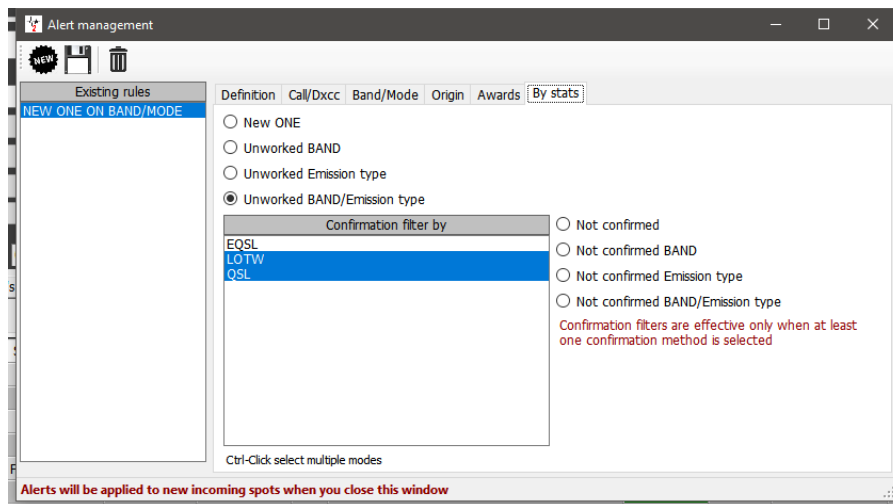 Alert management
NEW
Existing rules
NEW ONE ON BAND/MODE
Definition Call/Dxcc Band/Mode Origin Awards By stats
New ONE
Unworked BAND
Unworked Emission type
Unworked BAND/Emission type
Confirmation filter by
EQSL
LOTW
QSL
Not confirmed
Not confirmed BAND
Not confirmed Emission type
Not confirmed BAND/Emission type
Confirmation filters are effective only when at least
one confirmation method is selected
Ctrl-Click select multiple modes
Alerts will be applied to new incoming spots when you close this window